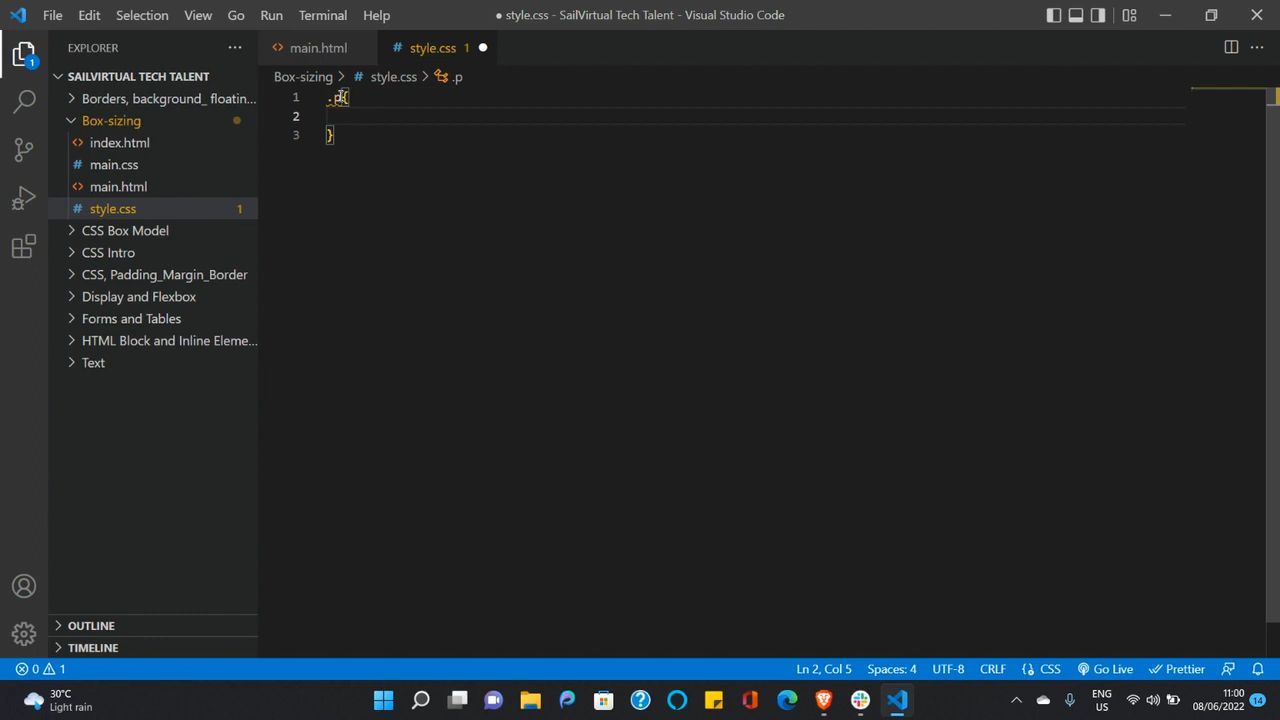 File Edit Selection View Go Run Terminal Help
● style.css - SailVirtual Tech Talent - Visual Studio Code
EXPLORER
main.html
style.css 1
SAILVIRTUAL TECH TALENT
Box-sizing > # style.css > .p
Borders, background_ floatin...
Box-sizing
index.html
main.css
main.html
style.css 1
CSS Box Model
CSS Intro
CSS, Padding_Margin_Border
Display and Flexbox
Forms and Tables
HTML Block and Inline Eleme...
Text
1 .p{
2
3 }
1
OUTLINE
TIMELINE
0 1
Ln 2, Col 5 Spaces: 4 UTF-8 CRLF {} CSS Go Live Prettier
30°C
Light rain
ENG
US
11:00
08/06/2022
14